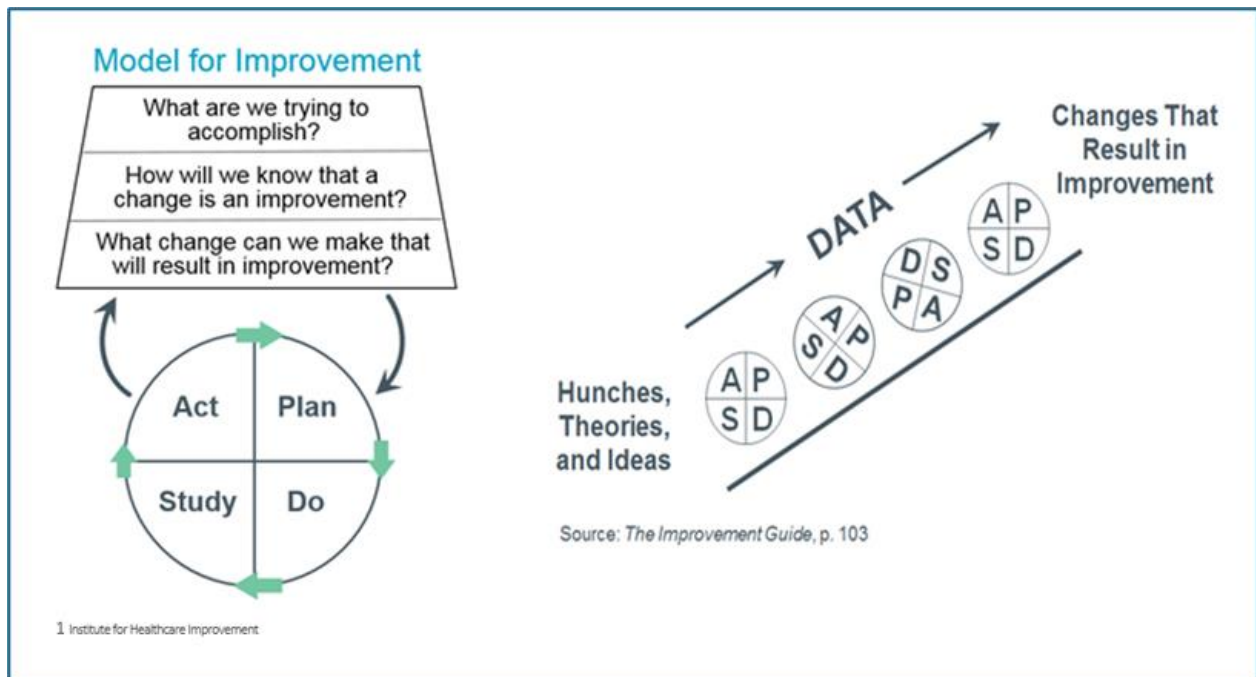 Model for Improvement
What are we trying to
accomplish?
How will we know that a
change is an improvement?
What change can we make that
will result in improvement?
Act
Plan
Study
Do
1 Institute for Healthcare Improvement
Changes That
Result in
Improvement
DATA
A P
S D
A P
S D
D S
P A
A P
S D
Hunches,
Theories,
and Ideas
Source: The Improvement Guide, p. 103